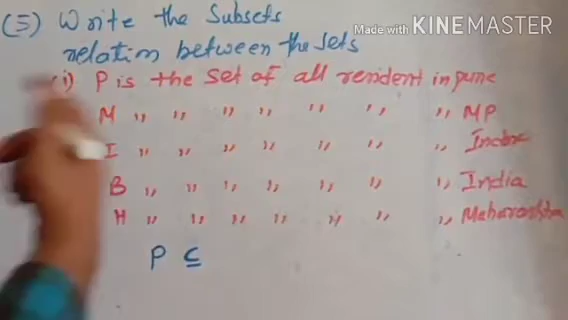 Made with KINEMASTER
(5) Write the Subsets
relation between the sets
(i) P is the set of all resident in pune
M ,, ,, ,, ,, ,, ,, ,, MP
I ,, ,, ,, ,, ,, ,, ,, Indore
B ,, ,, ,, ,, ,, ,, ,, India
H ,, ,, ,, ,, ,, ,, ,, Maharashtra
P ⊆